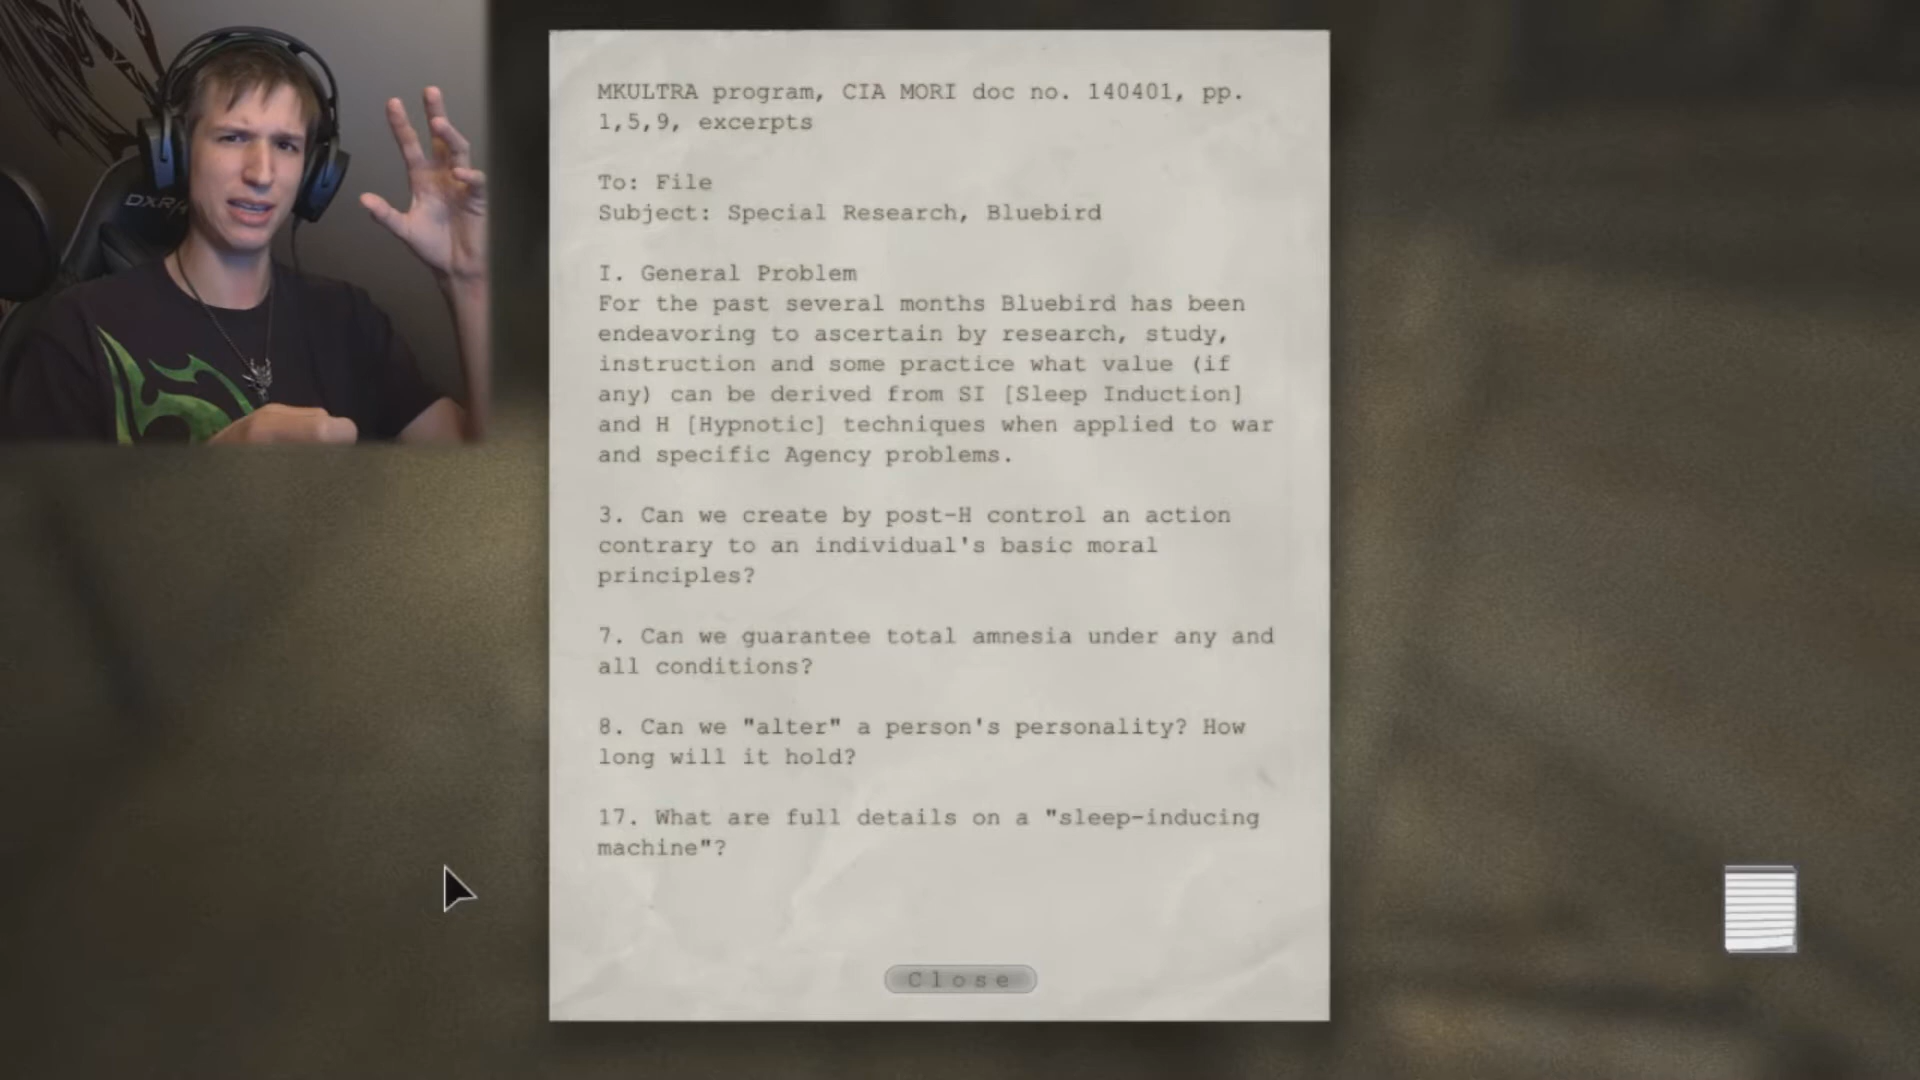 MKULTRA program, CIA MORI doc no. 140401, pp.
1,5,9, excerpts
To: File
Subject: Special Research, Bluebird
I. General Problem
For the past several months Bluebird has been
endeavoring to ascertain by research, study,
instruction and some practice what value (if
any) can be derived from SI [Sleep Induction]
and H [Hypnotic] techniques when applied to war
and specific Agency problems.
3. Can we create by post-H control an action
contrary to an individual's basic moral
principles?
7. Can we guarantee total amnesia under any and
all conditions?
8. Can we "alter" a person's personality? How
long will it hold?
17. What are full details on a "sleep-inducing
machine"?
Close